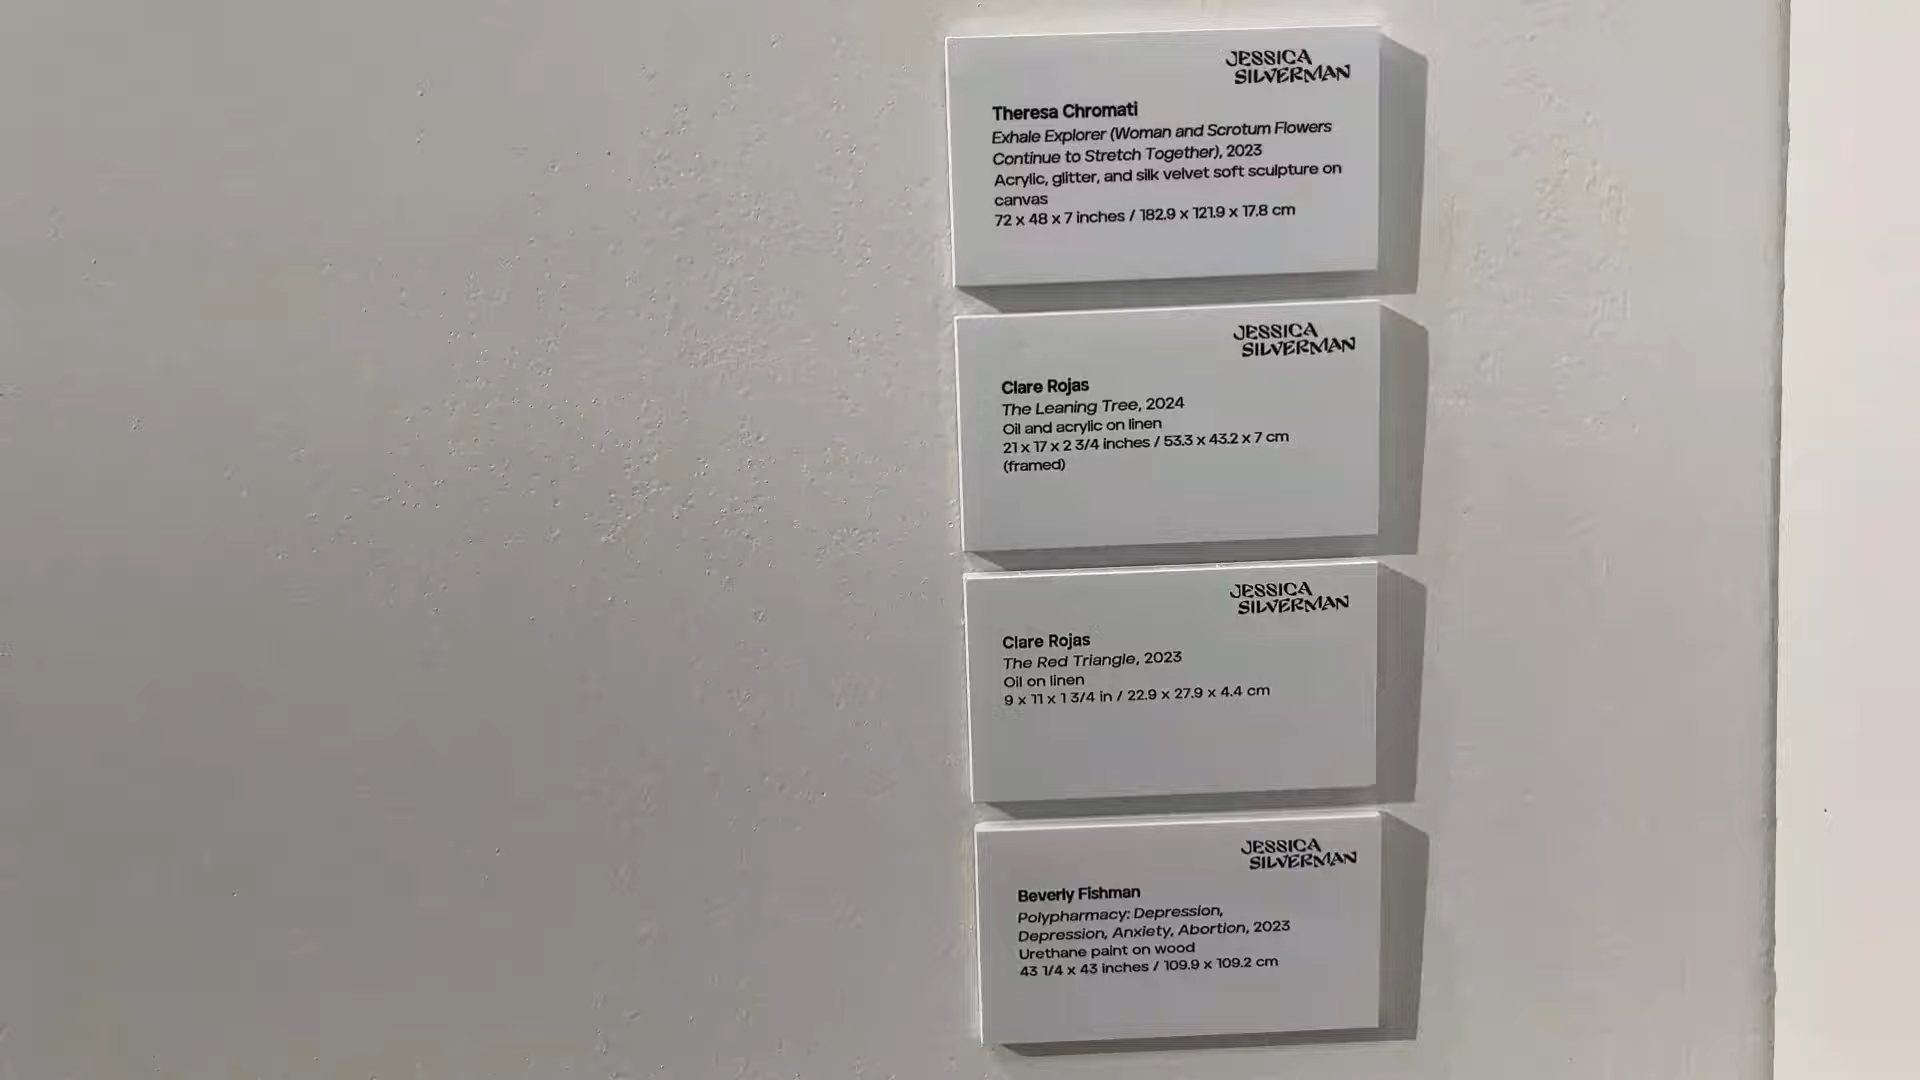 JESSICA
SILVERMAN
Theresa Chromati
Exhale Explorer (Woman and Scrotum Flowers
Continue to Stretch Together), 2023
Acrylic, glitter, and silk velvet soft sculpture on
canvas
72 x 48 x 7 inches / 182.9 x 121.9 x 17.8 cm
JESSICA
SILVERMAN
Clare Rojas
The Leaning Tree, 2024
Oil and acrylic on linen
21 x 17 x 2 3/4 inches / 53.3 x 43.2 x 7 cm
(framed)
JESSICA
SILVERMAN
Clare Rojas
The Red Triangle, 2023
Oil on linen
9 x 11 x 1 3/4 in / 22.9 x 27.9 x 4.4 cm
JESSICA
SILVERMAN
Beverly Fishman
Polypharmacy: Depression,
Depression, Anxiety, Abortion, 2023
Urethane paint on wood
43 1/4 x 43 inches / 109.9 x 109.2 cm